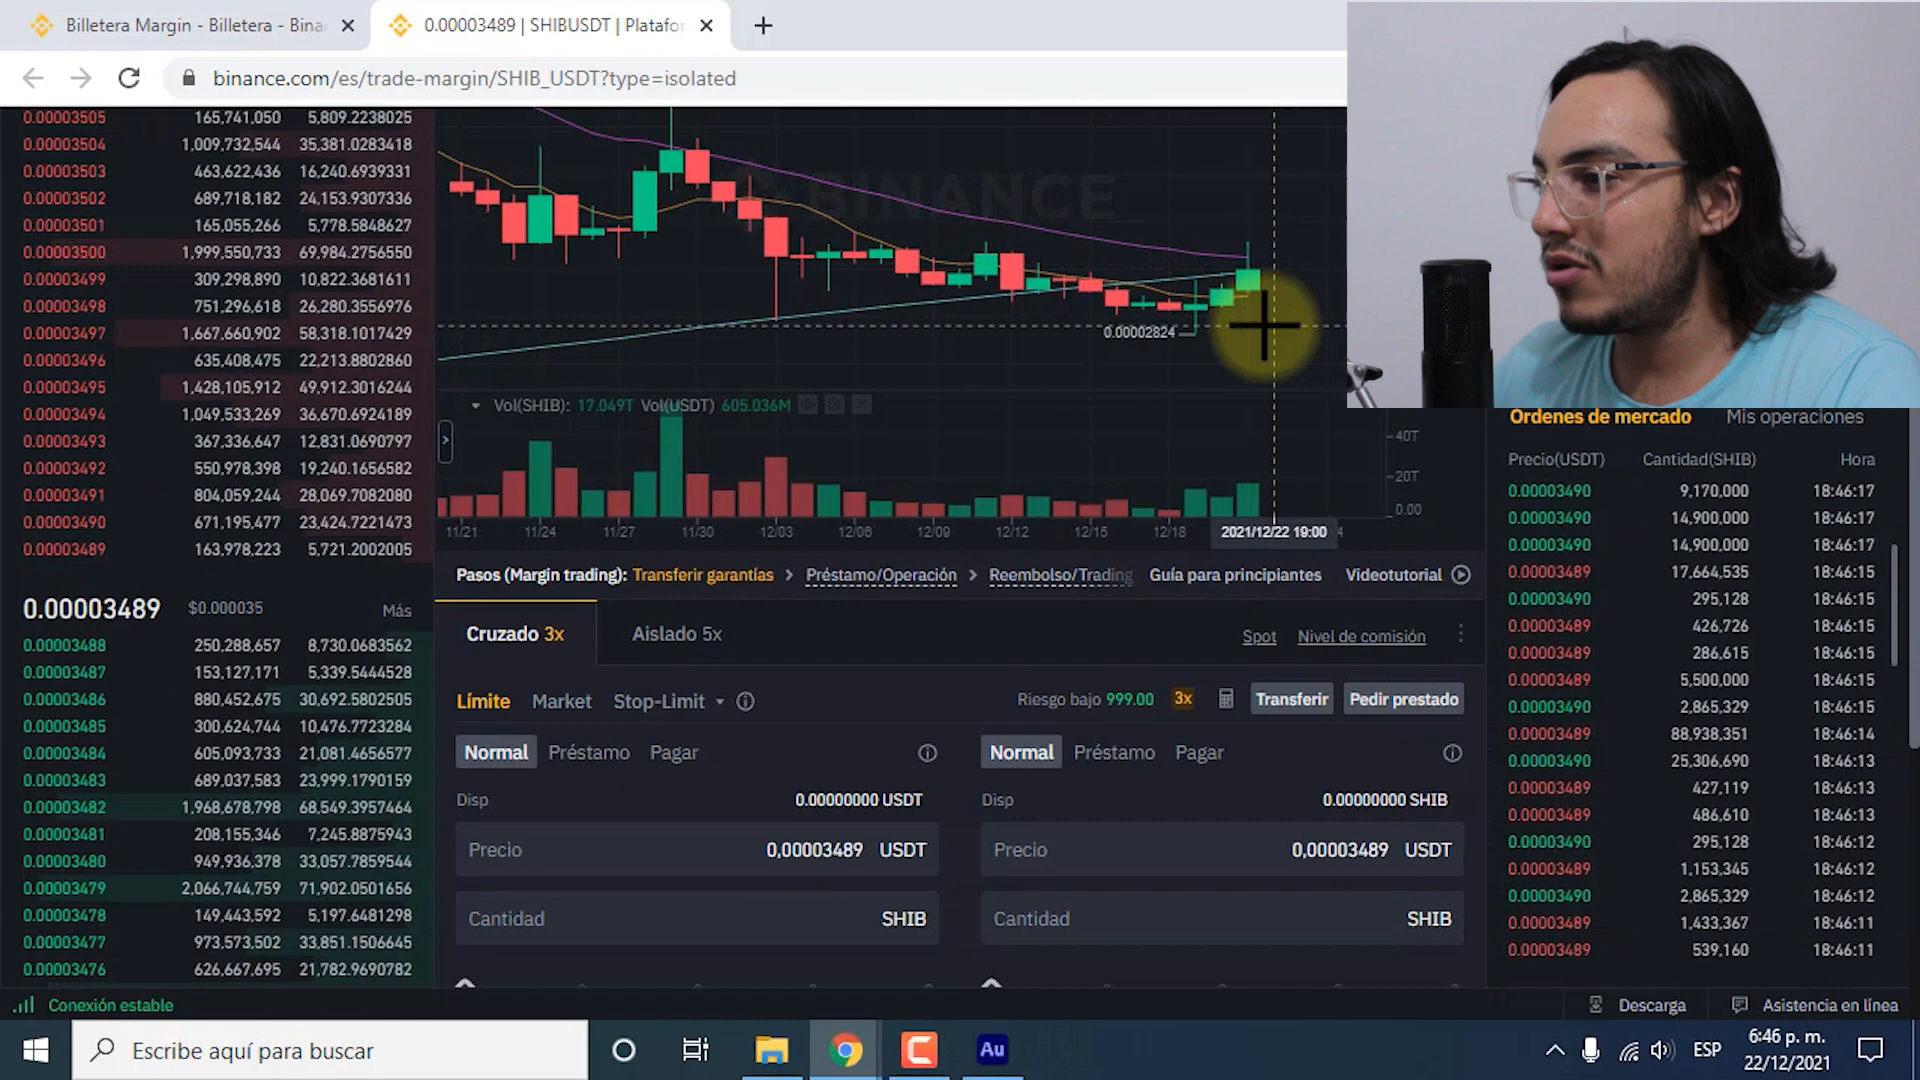 Billetera Margin - Billetera - Bina
0.00003489 | SHIBUSDT | Platafor
binance.com/es/trade-margin/SHIB_USDT?type=isolated
0.00003505 165,741,050 5,809.2238025
0.00003504 1,009,732,544 35,381.0283418
0.00003503 463,622,436 16,240.6939331
0.00003502 689,718,182 24,153.9307336
0.00003501 165,055,266 5,778.5848627
0.00003500 1,999,550,733 69,984.2756550
0.00003499 309,298,890 10,822.3681611
0.00003498 751,296,618 26,280.3556976
0.00003497 1,667,660,902 58,318.1017429
0.00003496 635,408,475 22,213.8802860
0.00003495 1,428,105,912 49,912.3016244
0.00003494 1,049,533,269 36,670.6924189
0.00003493 367,336,647 12,831.0690797
0.00003492 550,978,398 19,240.1656582
0.00003491 804,059,244 28,069.7082080
0.00003490 671,195,477 23,424.7221473
0.00003489 163,978,223 5,721.2002005
0.00003489 $0.000035 Más
0.00003488 250,288,657 8,730.0683562
0.00003487 153,127,171 5,339.5444528
0.00003486 880,452,675 30,692.5802505
0.00003485 300,624,744 10,476.7723284
0.00003484 605,093,733 21,081.4656577
0.00003483 689,037,583 23,999.1790159
0.00003482 1,968,678,798 68,549.3957464
0.00003481 208,155,346 7,245.8875943
0.00003480 949,936,378 33,057.7859544
0.00003479 2,066,744,759 71,902.0501656
0.00003478 149,443,592 5,197.6481298
0.00003477 973,573,502 33,851.1506645
0.00003476 626,667,695 21,782.9690782
BINANCE
0.00002824
Vol(SHIB): 17.049T Vol(USDT) 605.036M
40T
20T
0.00
11/21 11/24 11/27 11/30 12/03 12/06 12/09 12/12 12/15 12/18 2021/12/22 19:00 4
Pasos (Margin trading): Transferir garantías > Préstamo/Operación > Reembolso/Trading Guía para principiantes Videotutorial
Cruzado 3x Aislado 5x Spot Nivel de comisión
Límite Market Stop-Limit Riesgo bajo 999.00 3x Transferir Pedir prestado
Normal Préstamo Pagar Normal Préstamo Pagar
Disp 0.00000000 USDT Disp 0.00000000 SHIB
Precio 0,00003489 USDT Precio 0,00003489 USDT
Cantidad SHIB Cantidad SHIB
Órdenes de mercado Mis operaciones
Precio(USDT) Cantidad(SHIB) Hora
0.00003490 9,170,000 18:46:17
0.00003490 14,900,000 18:46:17
0.00003490 14,900,000 18:46:17
0.00003489 17,664,535 18:46:15
0.00003490 295,128 18:46:15
0.00003489 426,726 18:46:15
0.00003489 286,615 18:46:15
0.00003489 5,500,000 18:46:15
0.00003490 2,865,329 18:46:15
0.00003489 88,938,351 18:46:14
0.00003490 25,306,690 18:46:13
0.00003489 427,119 18:46:13
0.00003489 486,610 18:46:13
0.00003490 295,128 18:46:12
0.00003489 1,153,345 18:46:12
0.00003490 2,865,329 18:46:12
0.00003489 1,433,367 18:46:11
0.00003489 539,160 18:46:11
Conexión estable Descarga Asistencia en línea
Escribe aquí para buscar
Au
ESP
6:46 p. m.
22/12/2021